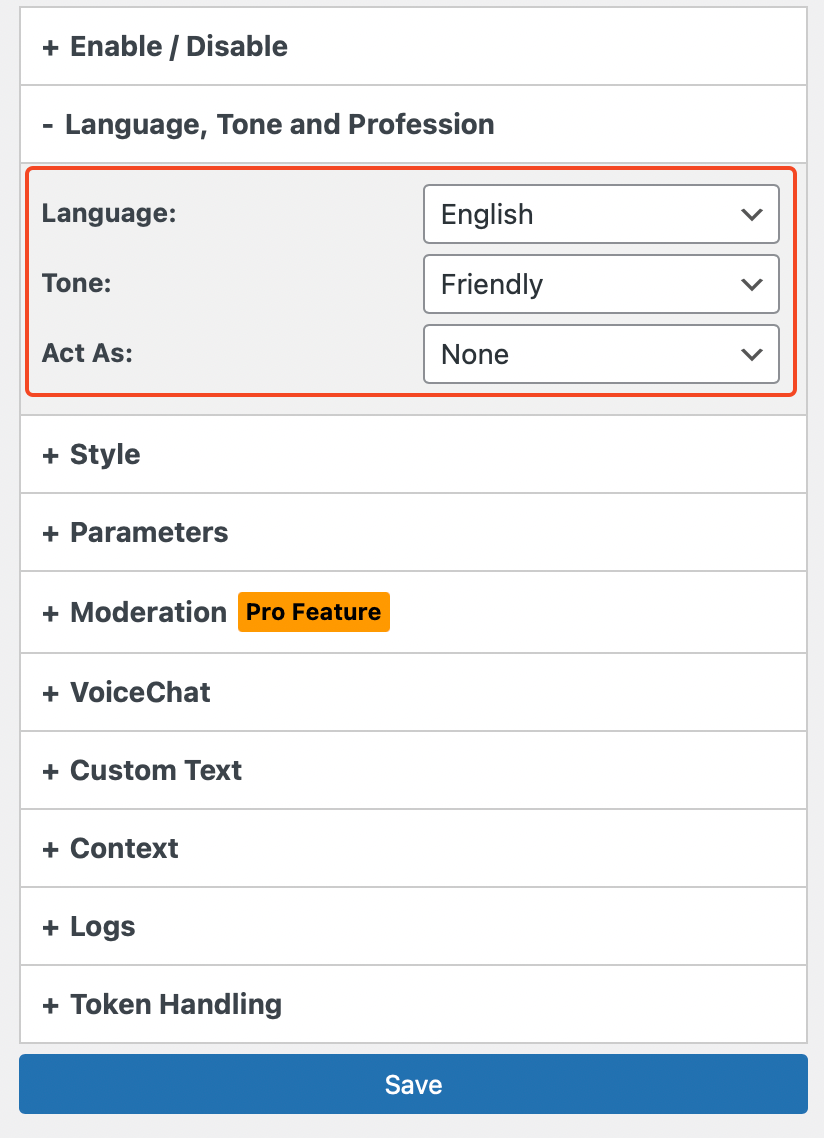 + Enable / Disable
- Language, Tone and Profession
Language: English
Tone: Friendly
Act As: None
+ Style
+ Parameters
+ Moderation Pro Feature
+ VoiceChat
+ Custom Text
+ Context
+ Logs
+ Token Handling
Save